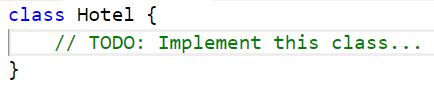 class Hotel {
    // TODO: Implement this class...
}